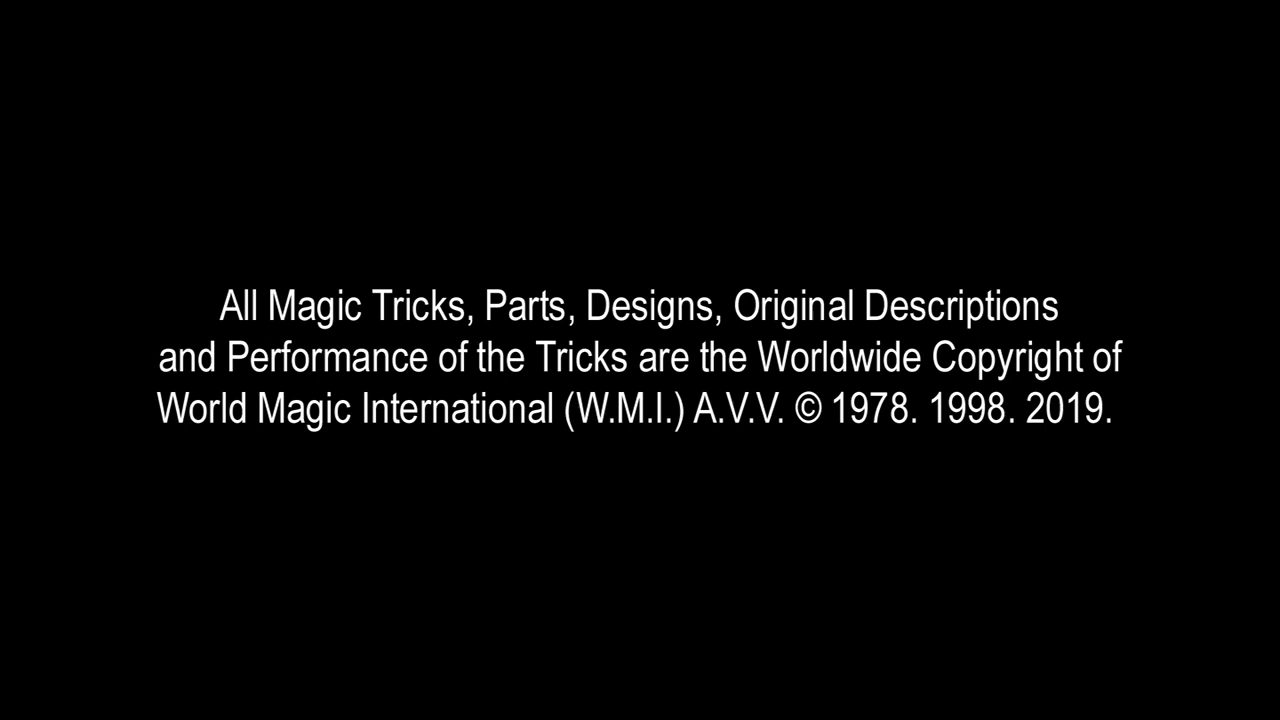 All Magic Tricks, Parts, Designs, Original Descriptions
and Performance of the Tricks are the Worldwide Copyright of
World Magic International (W.M.I.) A.V.V. © 1978. 1998. 2019.